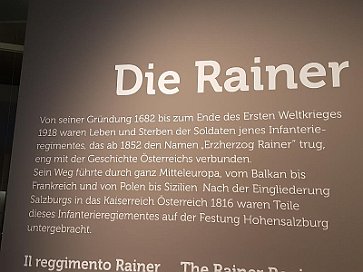 Die Rainer
Von seiner Gründung 1682 bis zum Ende des Ersten Weltkrieges
1918 waren Leben und Sterben der Soldaten jenes Infanterie-
regimentes, das ab 1852 den Namen „Erzherzog Rainer" trug,
eng mit der Geschichte Österreichs verbunden.
Sein Weg führte durch ganz Mitteleuropa, vom Balkan bis
Frankreich und von Polen bis Sizilien Nach der Eingliederung
Salzburgs in das Kaiserreich Österreich 1816 waren Teile
dieses Infanterieregiementes auf der Festung Hohensalzburg
untergebracht.
Il reggimento Rainer The Rainer